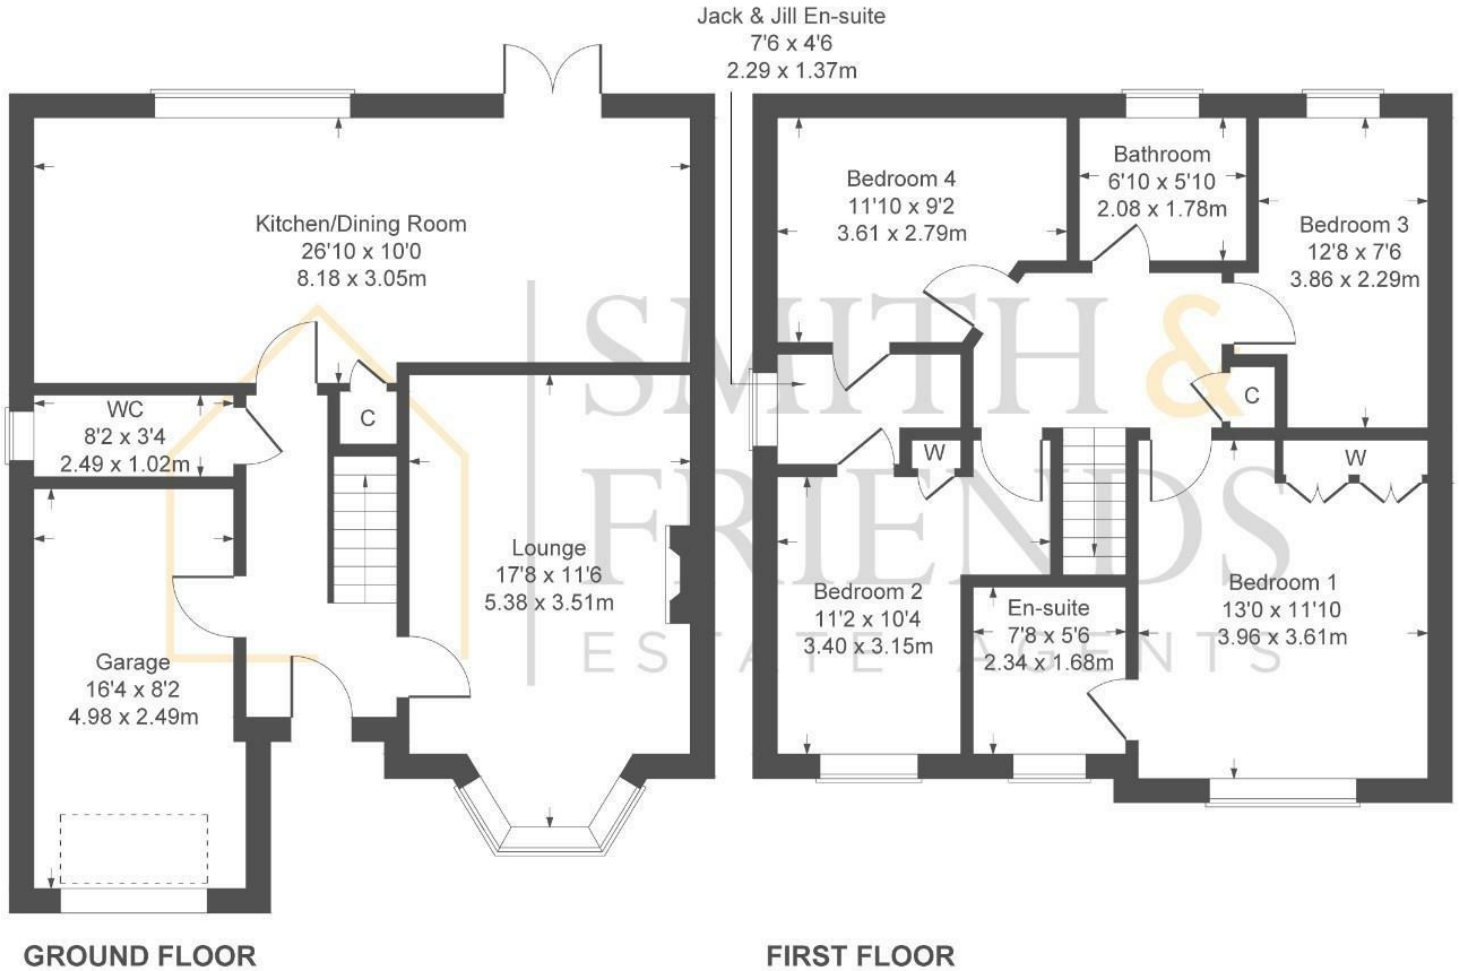 Jack & Jill En-suite
7'6 x 4'6
2.29 x 1.37m
Kitchen/Dining Room
26'10 x 10'0
8.18 x 3.05m
WC
8'2 x 3'4
2.49 x 1.02m
C
Lounge
17'8 x 11'6
5.38 x 3.51m
Garage
16'4 x 8'2
4.98 x 2.49m
GROUND FLOOR
Bedroom 4
11'10 x 9'2
3.61 x 2.79m
Bathroom
6'10 x 5'10
2.08 x 1.78m
Bedroom 3
12'8 x 7'6
3.86 x 2.29m
C
W
W
Bedroom 2
11'2 x 10'4
3.40 x 3.15m
En-suite
7'8 x 5'6
2.34 x 1.68m
Bedroom 1
13'0 x 11'10
3.96 x 3.61m
FIRST FLOOR
SMITH &
FRIENDS
ESTATE AGENTS